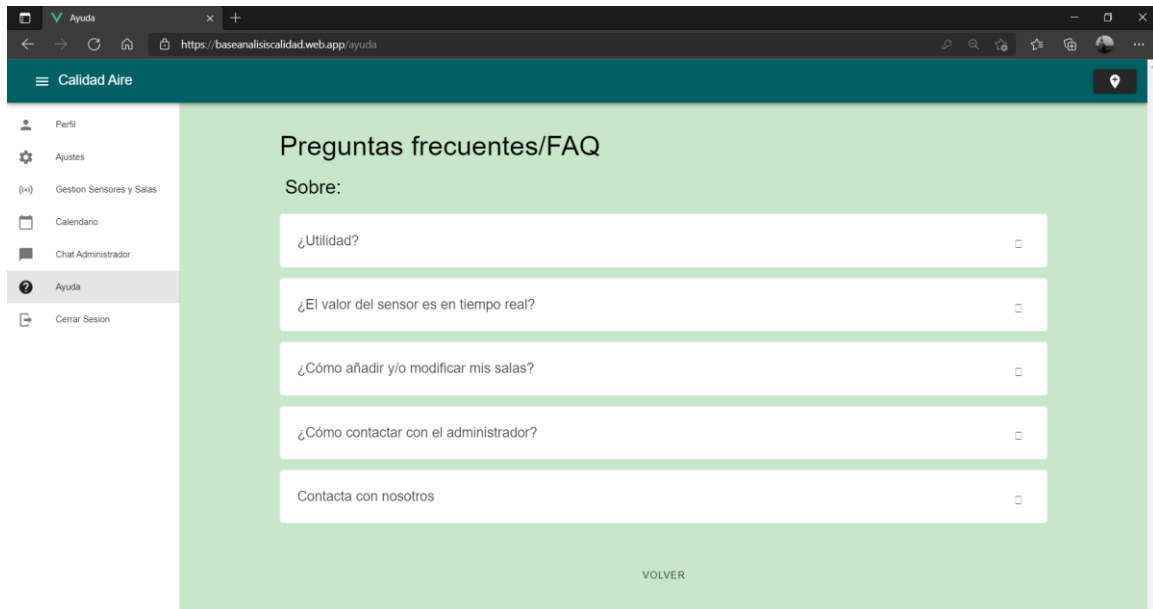 Ayuda
https://baseanalisiscalidad.web.app/ayuda
Calidad Aire
Perfil
Ajustes
Gestion Sensores y Salas
Calendario
Chat Administrador
Ayuda
Cerrar Sesion
Preguntas frecuentes/FAQ
Sobre:
¿Utilidad?
¿El valor del sensor es en tiempo real?
¿Cómo añadir y/o modificar mis salas?
¿Cómo contactar con el administrador?
Contacta con nosotros
VOLVER